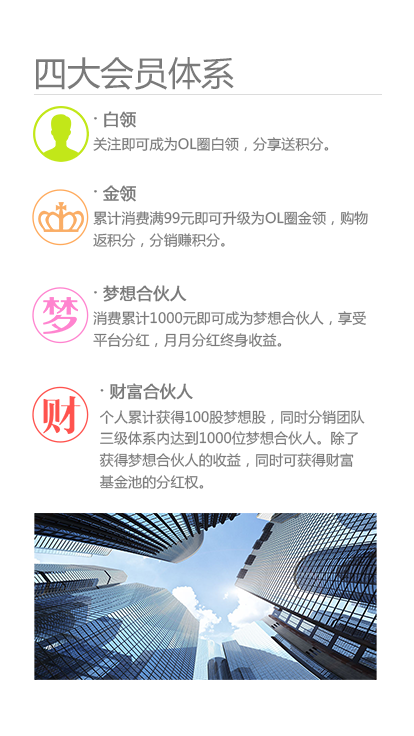 四大会员体系
· 白领
关注即可成为OL圈白领，分享送积分。
· 金领
累计消费满99元即可升级为OL圈金领，购物
返积分，分销赚积分。
梦
· 梦想合伙人
消费累计1000元即可成为梦想合伙人，享受
平台分红，月月分红终身收益。
财
· 财富合伙人
个人累计获得100股梦想股，同时分销团队
三级体系内达到1000位梦想合伙人。除了
获得梦想合伙人的收益，同时可获得财富
基金池的分红权。